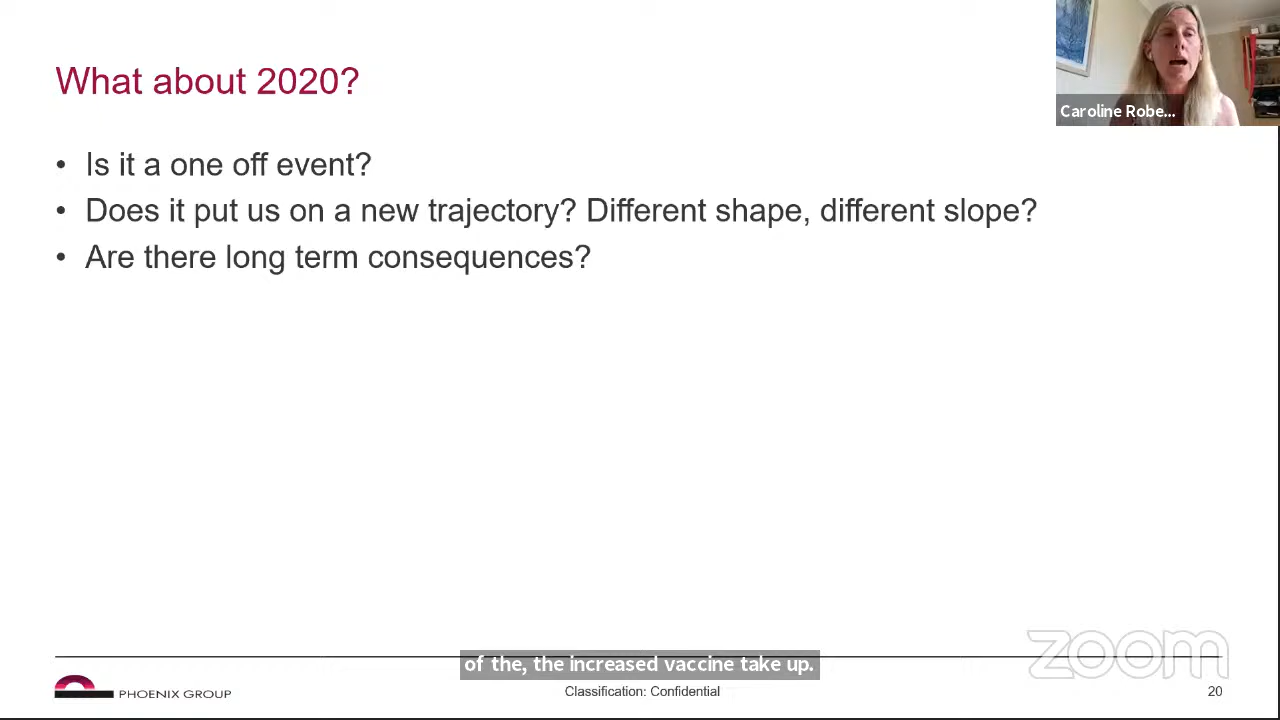 What about 2020?
Caroline Robe...
• Is it a one off event?
• Does it put us on a new trajectory? Different shape, different slope?
• Are there long term consequences?
zoom
of the, the increased vaccine take up.
PHOENIX GROUP
Classification: Confidential
20